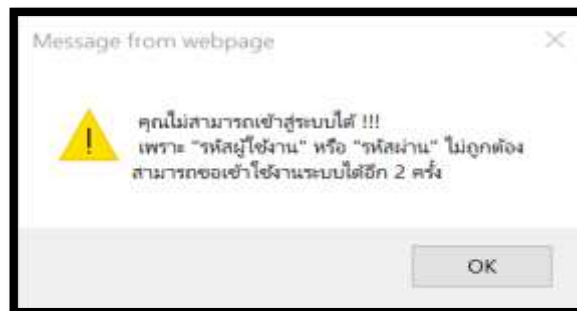 Message from webpage
คุณไม่สามารถเข้าสู่ระบบได้ !!!
เพราะ "รหัสผู้ใช้งาน" หรือ "รหัสผ่าน" ไม่ถูกต้อง
สามารถขอเข้าใช้งานระบบได้อีก 2 ครั้ง
OK